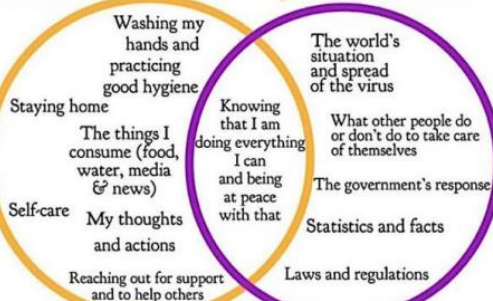 Washing my
hands and
practicing
good hygiene
Staying home
The things I
consume (food,
water, media
& news)
Self-care
My thoughts
and actions
Reaching out for support
and to help others
Knowing
that I am
doing everything
I can
and being
at peace
with that
The world's
situation
and spread
of the virus
What other people do
or don't do to take care
of themselves
The government's response
Statistics and facts
Laws and regulations